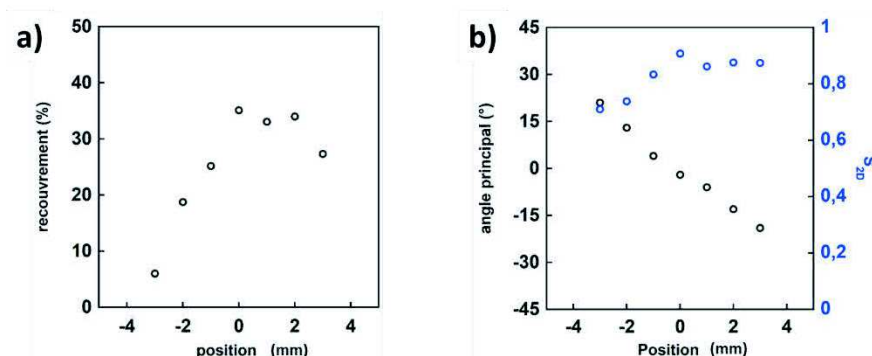 a)
50
40
30
20
10
0
recouvrement (%)
-4 -2 0 2 4
position (mm)
b)
45
30
15
0
-15
-30
-45
angle principal (°)
1
0,8
0,6
0,4
0,2
0
S2D
-4 -2 0 2 4
Position (mm)